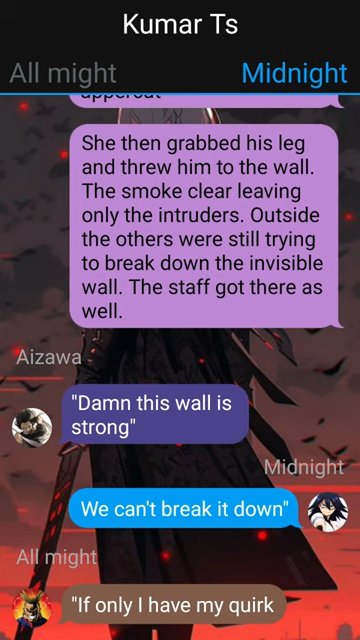 Kumar Ts
All might
Midnight
uppercut
She then grabbed his leg
and threw him to the wall.
The smoke clear leaving
only the intruders. Outside
the others were still trying
to break down the invisible
wall. The staff got there as
well.
Aizawa
"Damn this wall is
strong"
Midnight
We can't break it down"
All might
"If only I have my quirk